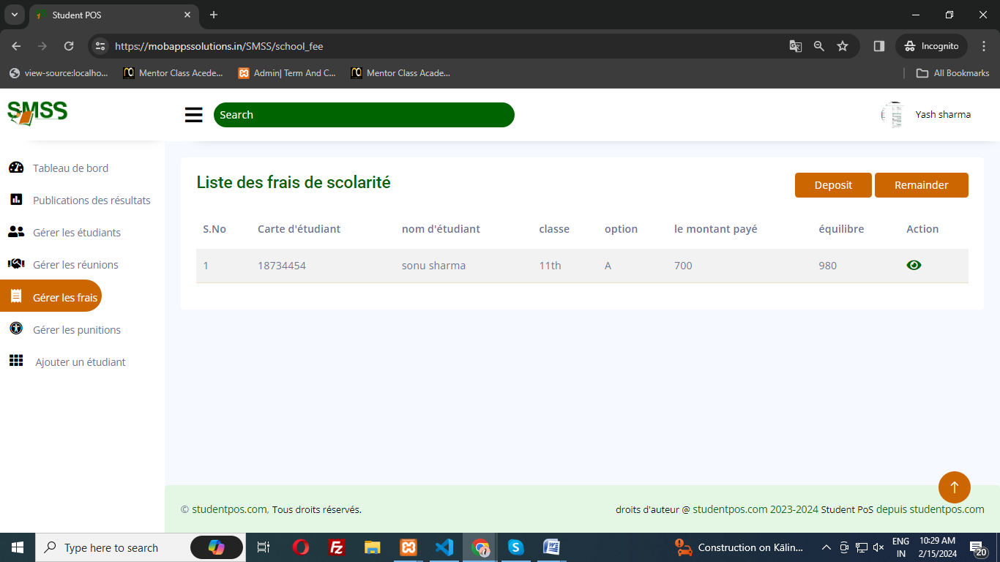 Student POS
https://mobappssolutions.in/SMSS/school_fee
Incognito
view-source:localho...
Mentor Class Acede...
Admin| Term And C...
Mentor Class Acade...
All Bookmarks
SMSS
Search
Yash sharma
Tableau de bord
Publications des résultats
Gérer les étudiants
Gérer les réunions
Gérer les frais
Gérer les punitions
Ajouter un étudiant
Liste des frais de scolarité
Deposit
Remainder
S.No Carte d'étudiant nom d'étudiant classe option le montant payé équilibre Action
1 18734454 sonu sharma 11th A 700 980
© studentpos.com, Tous droits réservés.
droits d'auteur @ studentpos.com 2023-2024 Student PoS depuis studentpos.com
Type here to search
Construction on Kālin...
ENG
IN
10:29 AM
2/15/2024
20